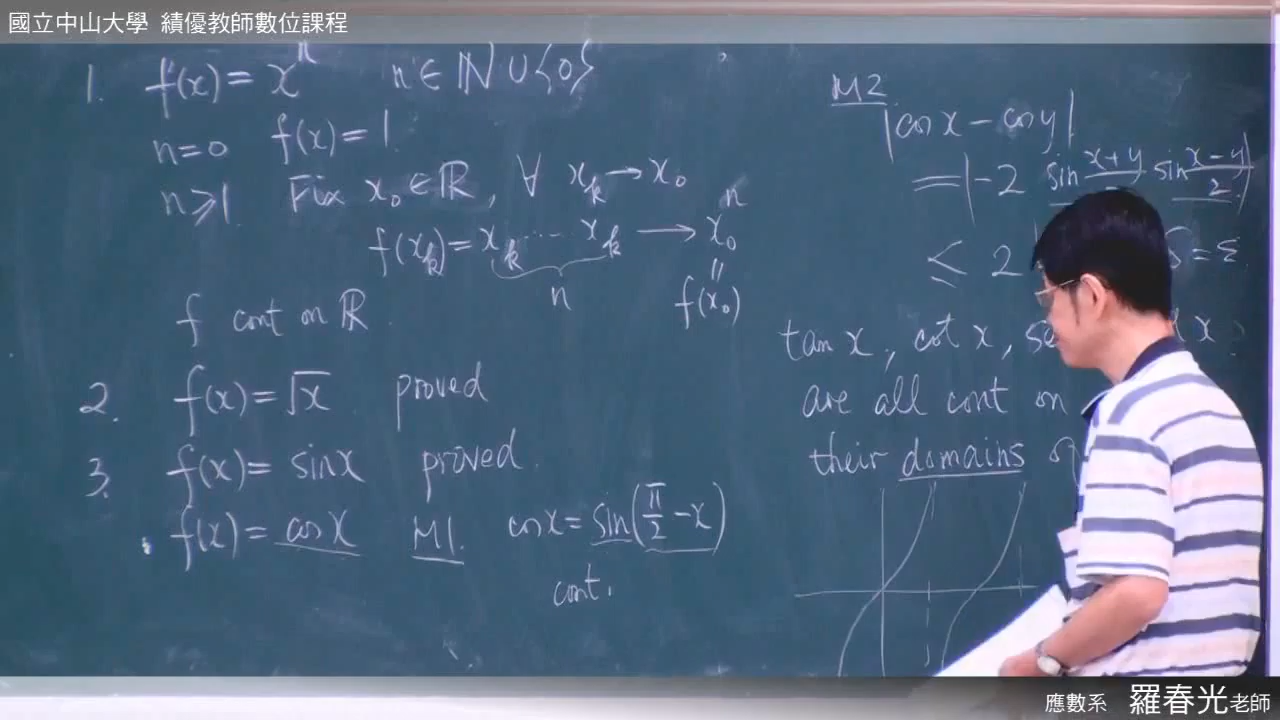 國立中山大學 績優教師數位課程
1. f(x) = xⁿ n ∈ ℕ ∪ {0}
n=0 f(x) = 1
n≥1 Fix x₀ ∈ ℝ, ∀ x_k → x₀
f(x_k) = x_k ..... x_k → x₀ⁿ
n
||
f(x₀)
f cont on ℝ.
2. f(x) = √x proved
3. f(x) = sin x proved.
f(x) = cos x M1. cos x = sin(π/2 - x)
cont.
M2
|cos x - cos y|
= |-2 sin (x+y)/ sin (x-y)/2|
≤ 2 δ = ε
tan x, cot x, x
are all cont on
their domains
應數系 羅春光老師